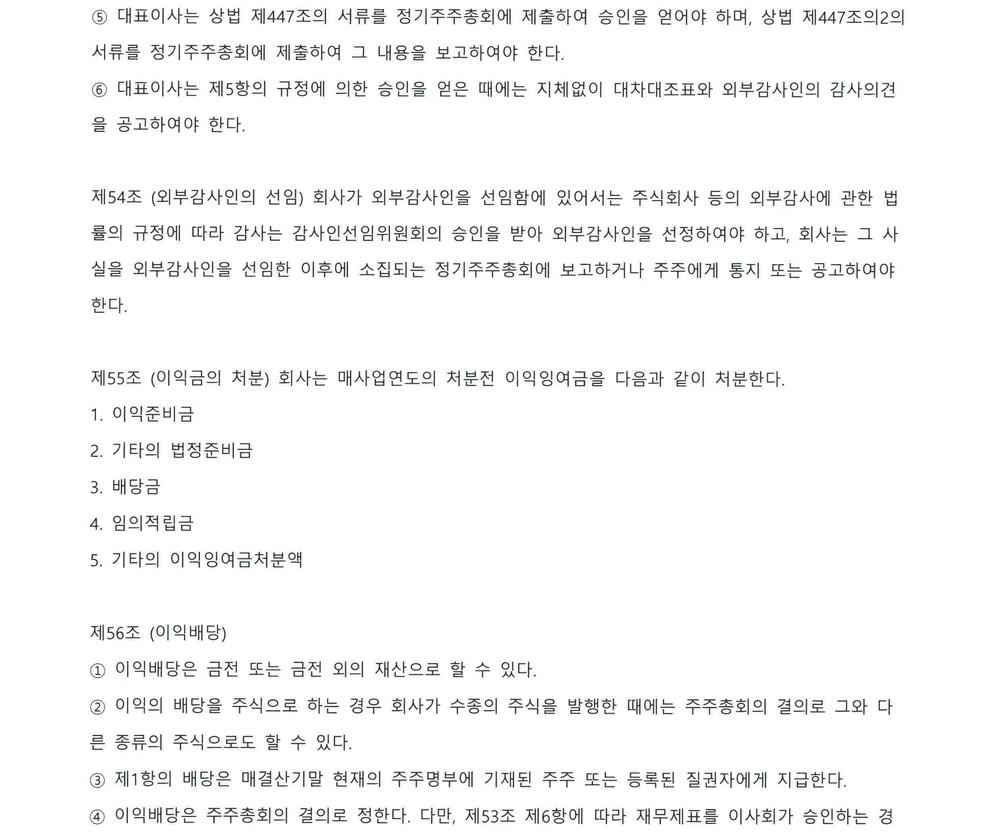 ⑤ 대표이사는 상법 제447조의 서류를 정기주주총회에 제출하여 승인을 얻어야 하며, 상법 제447조의2의
서류를 정기주주총회에 제출하여 그 내용을 보고하여야 한다.
⑥ 대표이사는 제5항의 규정에 의한 승인을 얻은 때에는 지체없이 대차대조표와 외부감사인의 감사의견
을 공고하여야 한다.
제54조 (외부감사인의 선임) 회사가 외부감사인을 선임함에 있어서는 주식회사 등의 외부감사에 관한 법
률의 규정에 따라 감사는 감사인선임위원회의 승인을 받아 외부감사인을 선정하여야 하고, 회사는 그 사
실을 외부감사인을 선임한 이후에 소집되는 정기주주총회에 보고하거나 주주에게 통지 또는 공고하여야
한다.
제55조 (이익금의 처분) 회사는 매사업연도의 처분전 이익잉여금을 다음과 같이 처분한다.
1. 이익준비금
2. 기타의 법정준비금
3. 배당금
4. 임의적립금
5. 기타의 이익잉여금처분액
제56조 (이익배당)
① 이익배당은 금전 또는 금전 외의 재산으로 할 수 있다.
② 이익의 배당을 주식으로 하는 경우 회사가 수종의 주식을 발행한 때에는 주주총회의 결의로 그와 다
른 종류의 주식으로도 할 수 있다.
③ 제1항의 배당은 매결산기말 현재의 주주명부에 기재된 주주 또는 등록된 질권자에게 지급한다.
④ 이익배당은 주주총회의 결의로 정한다. 다만, 제53조 제6항에 따라 재무제표를 이사회가 승인하는 경